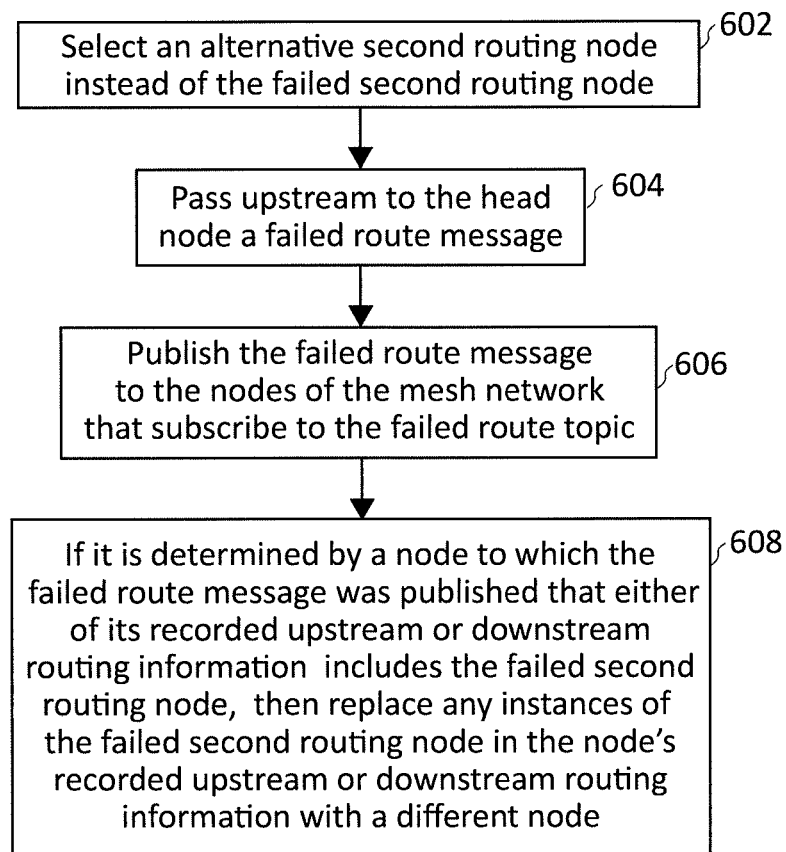 Select an alternative second routing node
instead of the failed second routing node
602
Pass upstream to the head
node a failed route message
604
Publish the failed route message
to the nodes of the mesh network
that subscribe to the failed route topic
606
If it is determined by a node to which the
failed route message was published that either
of its recorded upstream or downstream
routing information includes the failed second
routing node, then replace any instances of
the failed second routing node in the node's
recorded upstream or downstream routing
information with a different node
608